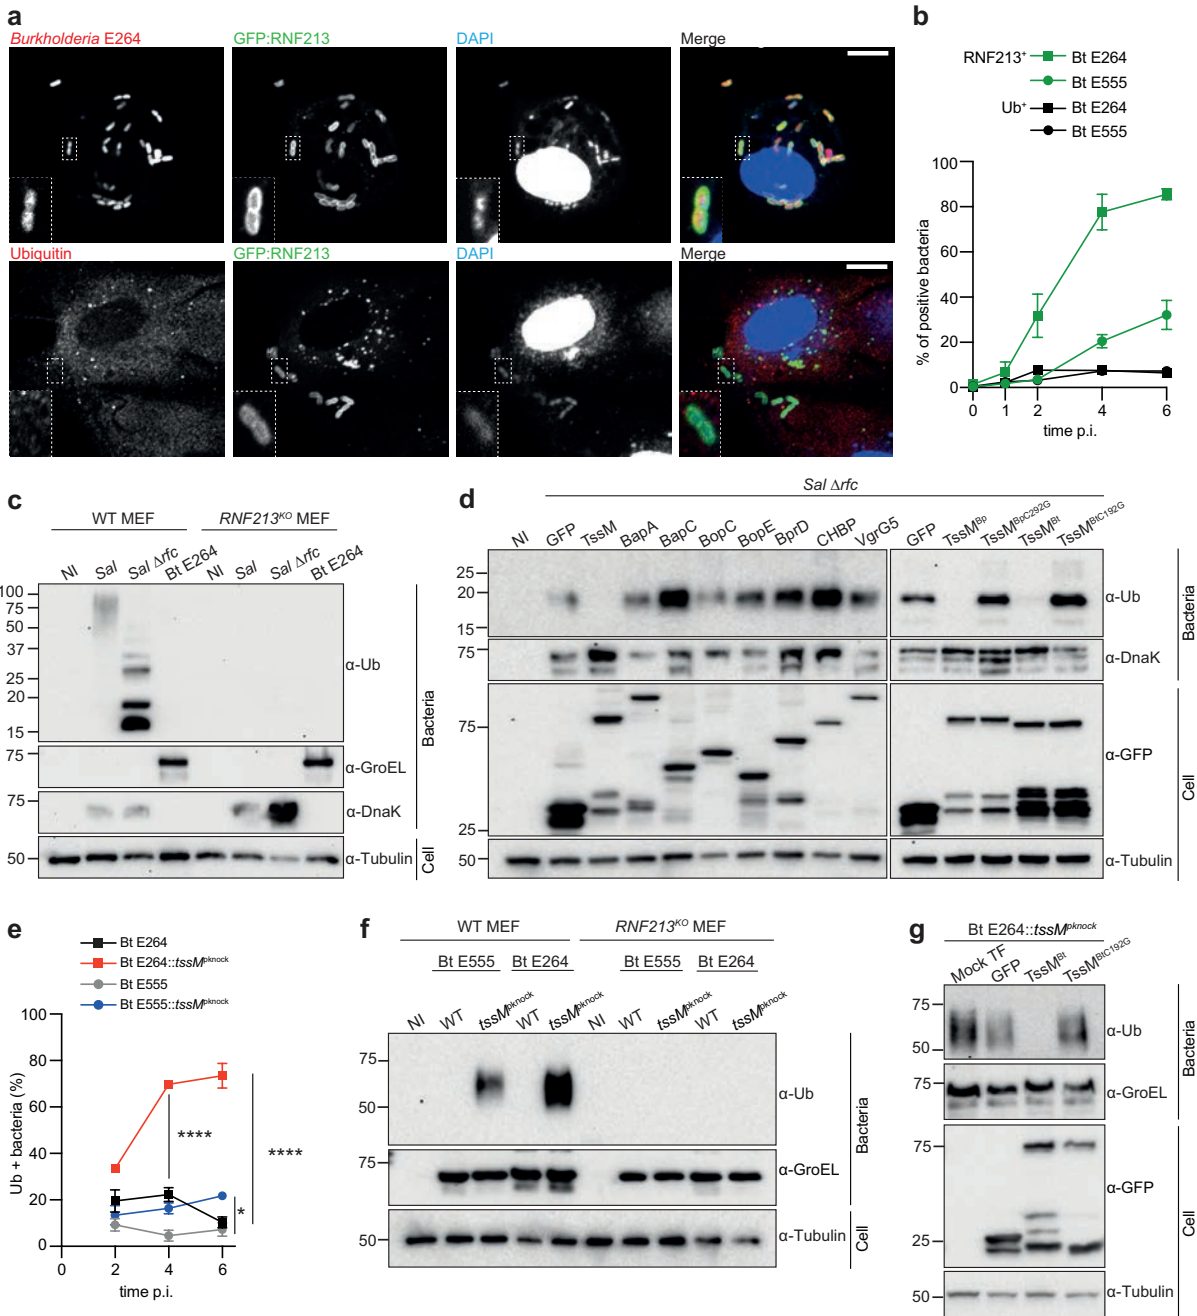 a
Burkholderia E264
GFP:RNF213
DAPI
Merge
Ubiquitin
GFP:RNF213
DAPI
Merge
b
RNF213+ Bt E264
Bt E555
Ub+ Bt E264
Bt E555
% of positive bacteria
100
80
60
40
20
0
0 1 2 4 6
time p.i.
c
WT MEF
RNF213KO MEF
NI Sal Sal Δrfc Bt E264 NI Sal Sal Δrfc Bt E264
100
75
50
37
25
20
15
α-Ub
75
α-GroEL
75
α-DnaK
50
α-Tubulin
Bacteria
Cell
d
Sal Δrfc
NI GFP TssM BapA BapC BopC BopE BprD CHBP VgrG5 GFP TssMBp TssMBpC292G TssMBt TssMBtC192G
25
20
15
α-Ub
75
α-DnaK
75
25
α-GFP
50
α-Tubulin
Bacteria
Cell
e
Bt E264
Bt E264::tssMpknock
Bt E555
Bt E555::tssMpknock
Ub + bacteria (%)
100
80
60
40
20
0
****
****
*
0 2 4 6
time p.i.
f
WT MEF
RNF213KO MEF
Bt E555 Bt E264 Bt E555 Bt E264
NI WT tssMpknock WT tssMpknock NI WT tssMpknock WT tssMpknock
75
50
α-Ub
75
α-GroEL
50
α-Tubulin
Bacteria
Cell
g
Bt E264::tssMpknock
Mock TF GFP TssMBt TssMBtC192G
75
50
α-Ub
75
α-GroEL
75
25
α-GFP
50
α-Tubulin
Bacteria
Cell